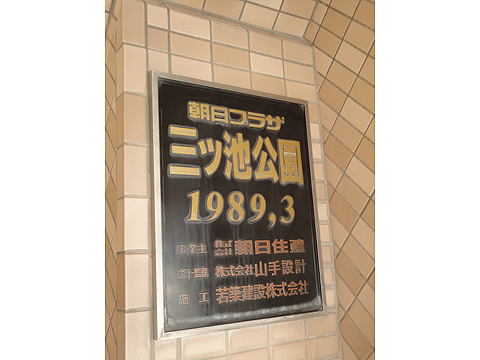 朝日プラザ
三ッ池公園
1989,3
事業主 株式会社 朝日住建
設計・監理 株式会社山手設計
施工 若築建設株式会社